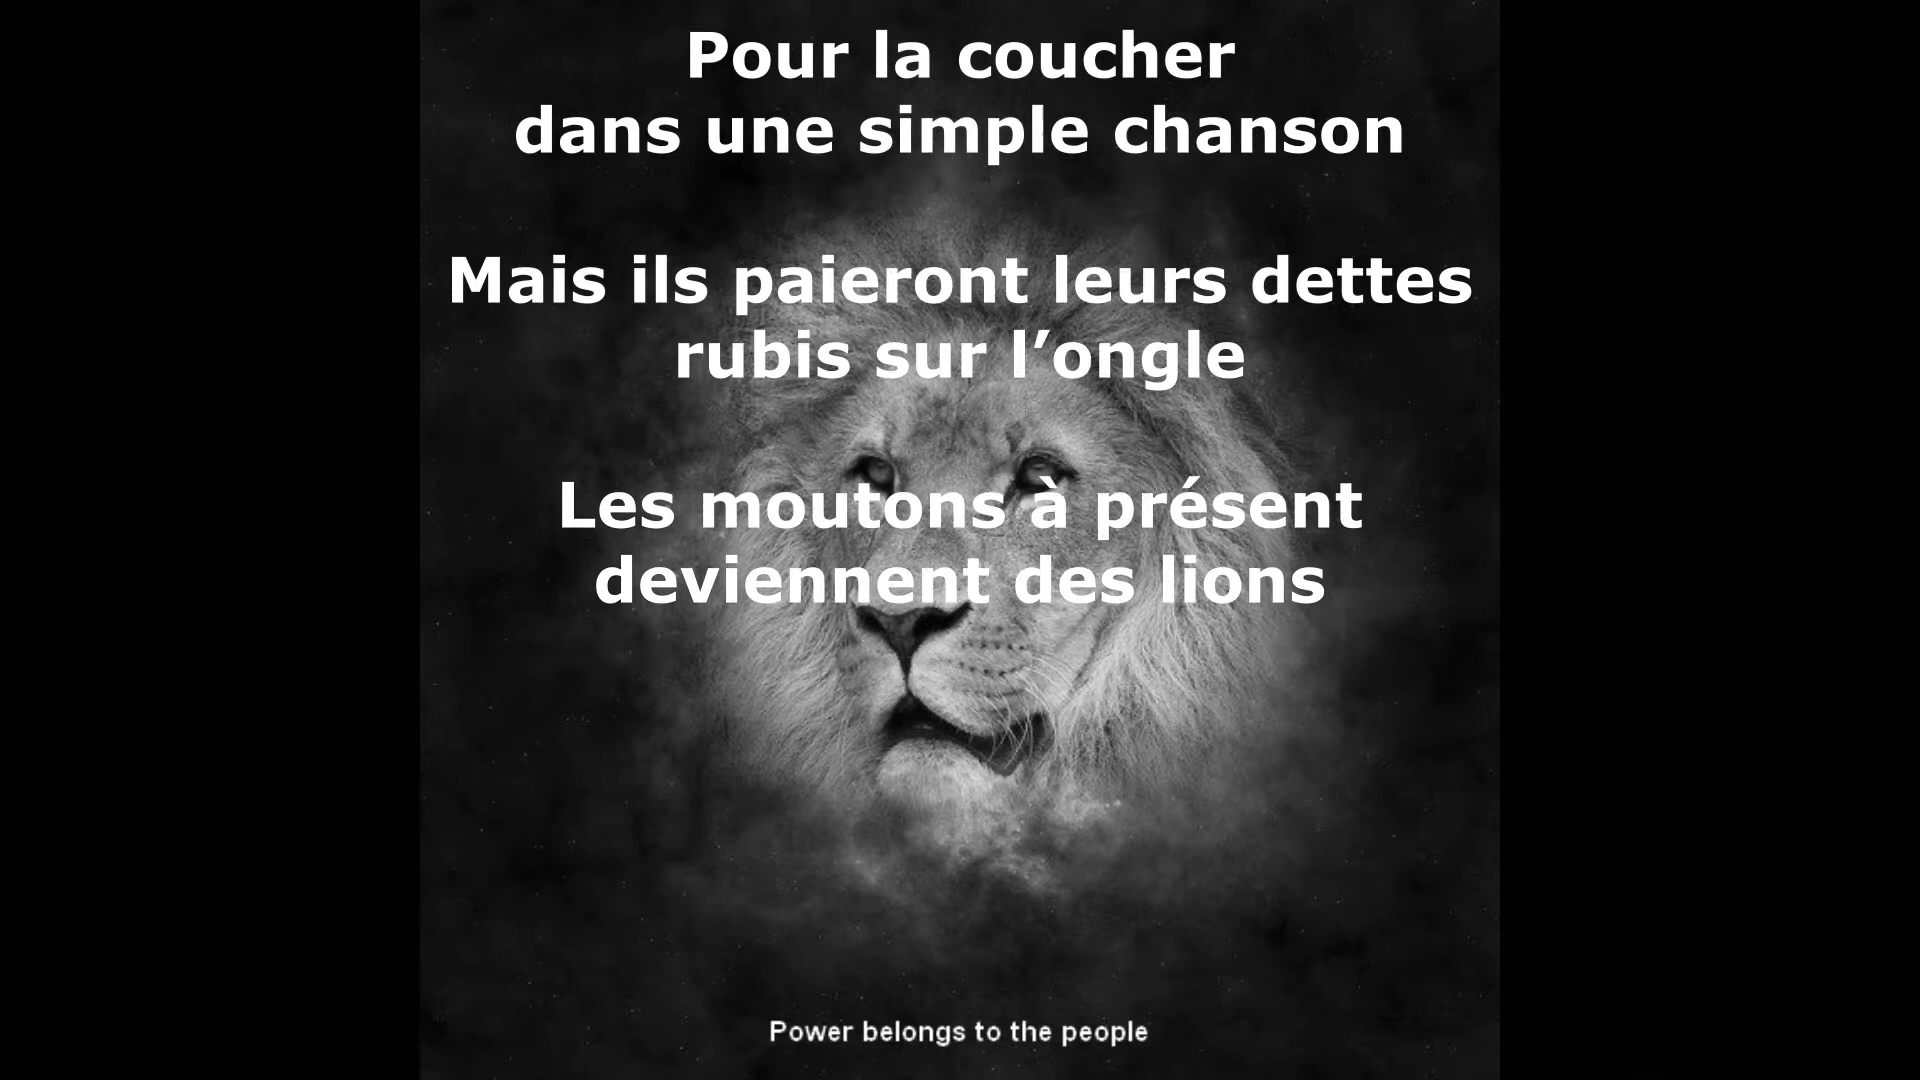 Pour la coucher
dans une simple chanson
Mais ils paieront leurs dettes
rubis sur l’ongle
Les moutons à présent
deviennent des lions
Power belongs to the people